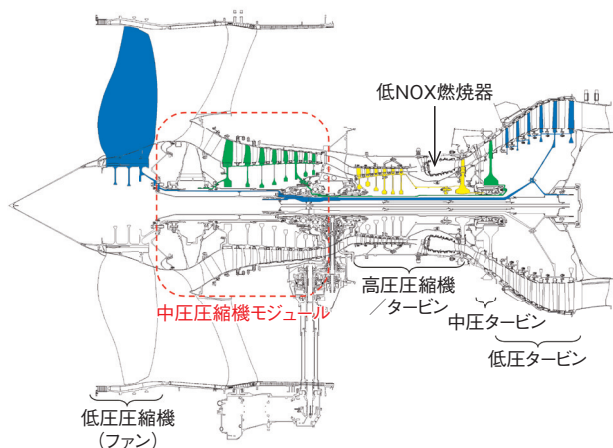 低NOX燃焼器
高圧圧縮機
／タービン
中圧圧縮機モジュール
中圧タービン
低圧タービン
低圧圧縮機
(ファン)